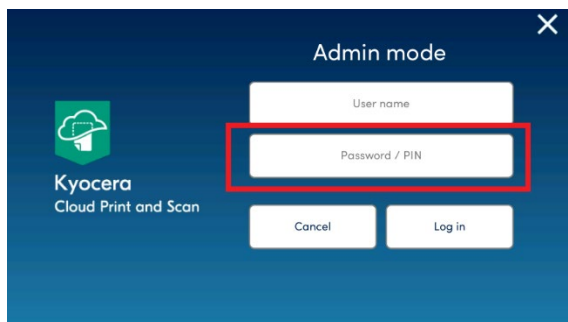 Admin mode
User name
Password / PIN
Kyocera
Cloud Print and Scan
Cancel
Log in